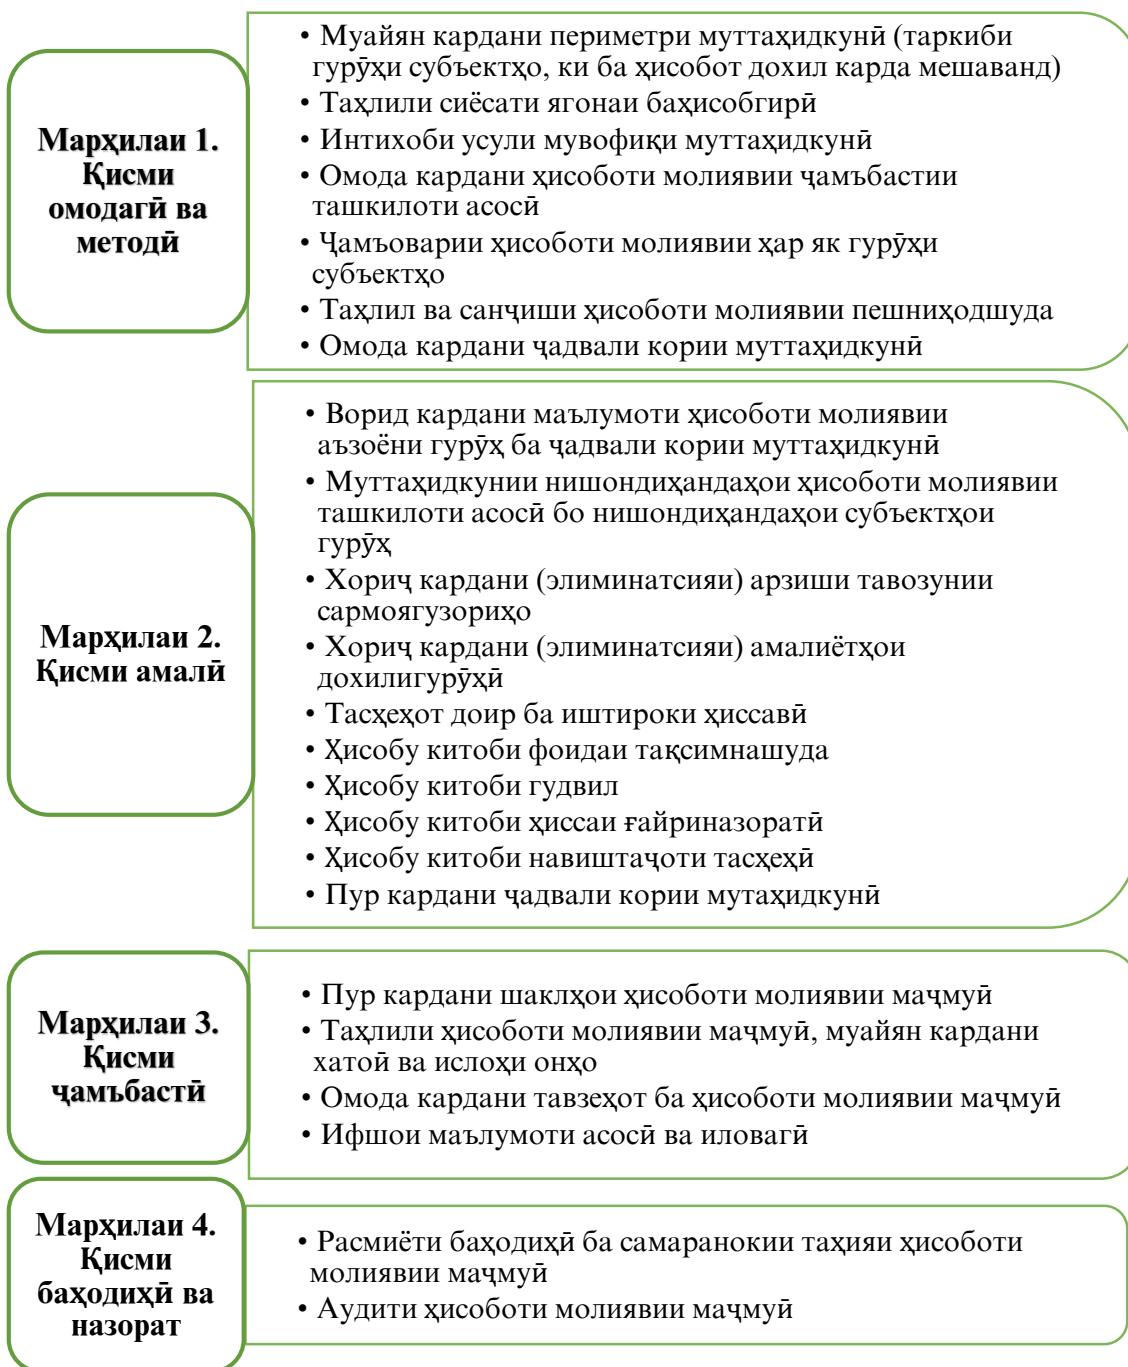 Марҳилаи 1.
Қисми
омодагӣ ва
методӣ
• Муайян кардани периметри муттаҳидкунӣ (таркиби
гурӯҳи субъектҳо, ки ба ҳисобот дохил карда мешаванд)
• Таҳлили сиёсати ягонаи баҳисобгирӣ
• Интихоби усули мувофиқи муттаҳидкунӣ
• Омода кардани ҳисоботи молиявии ҷамъбастии
ташкилоти асосӣ
• Ҷамъоварии ҳисоботи молиявии ҳар як гурӯҳи
субъектҳо
• Таҳлил ва санҷиши ҳисоботи молиявии пешниҳодшуда
• Омода кардани ҷадвали кории муттаҳидкунӣ
Марҳилаи 2.
Қисми амалӣ
• Ворид кардани маълумоти ҳисоботи молиявии
аъзоёни гурӯҳ ба ҷадвали кории муттаҳидкунӣ
• Муттаҳидкунии нишондиҳандаҳои ҳисоботи молиявии
ташкилоти асосӣ бо нишондиҳандаҳои субъектҳои
гурӯҳ
• Хориҷ кардани (элиминатсияи) арзиши тавозунии
сармоягузориҳо
• Хориҷ кардани (элиминатсияи) амалиётҳои
дохилигурӯҳӣ
• Тасҳеҳот доир ба иштироки ҳиссавӣ
• Ҳисобу китоби фоидаи тақсимнашуда
• Ҳисобу китоби гудвил
• Ҳисобу китоби ҳиссаи ғайриназоратӣ
• Ҳисобу китоби навиштаҷоти тасҳеҳӣ
• Пур кардани ҷадвали кории мутаҳидкунӣ
Марҳилаи 3.
Қисми
ҷамъбастӣ
• Пур кардани шаклҳои ҳисоботи молиявии маҷмуӣ
• Таҳлили ҳисоботи молиявии маҷмуӣ, муайян кардани
хатоӣ ва ислоҳи онҳо
• Омода кардани тавзеҳот ба ҳисоботи молиявии маҷмуӣ
• Ифшои маълумоти асосӣ ва иловагӣ
Марҳилаи 4.
Қисми
баҳодиҳӣ ва
назорат
• Расмиёти баҳодиҳӣ ба самаранокии таҳияи ҳисоботи
молиявии маҷмуӣ
• Аудити ҳисоботи молиявии маҷмуӣ